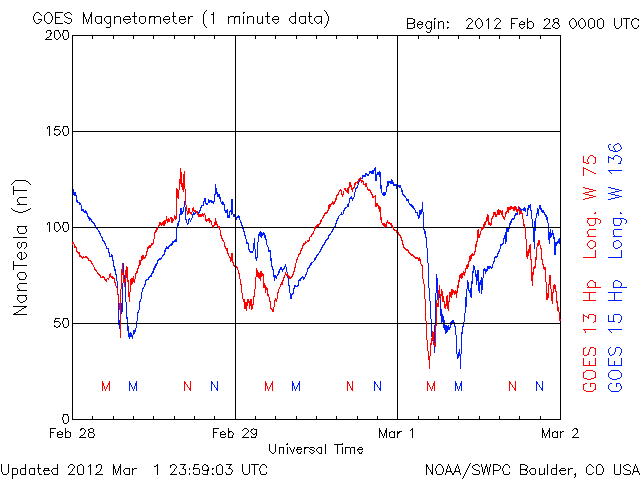 GOES Magnetometer (1 minute data)
Begin: 2012 Feb 28 0000 UTC
200
150
100
50
0
NanoTesla (nT)
M M N N M M N N M M N N
Feb 28 Feb 29 Mar 1 Mar 2
Universal Time
GOES 13 Hp Long. W 75
GOES 15 Hp Long. W 136
Updated 2012 Mar 1 23:59:03 UTC
NOAA/SWPC Boulder, CO USA